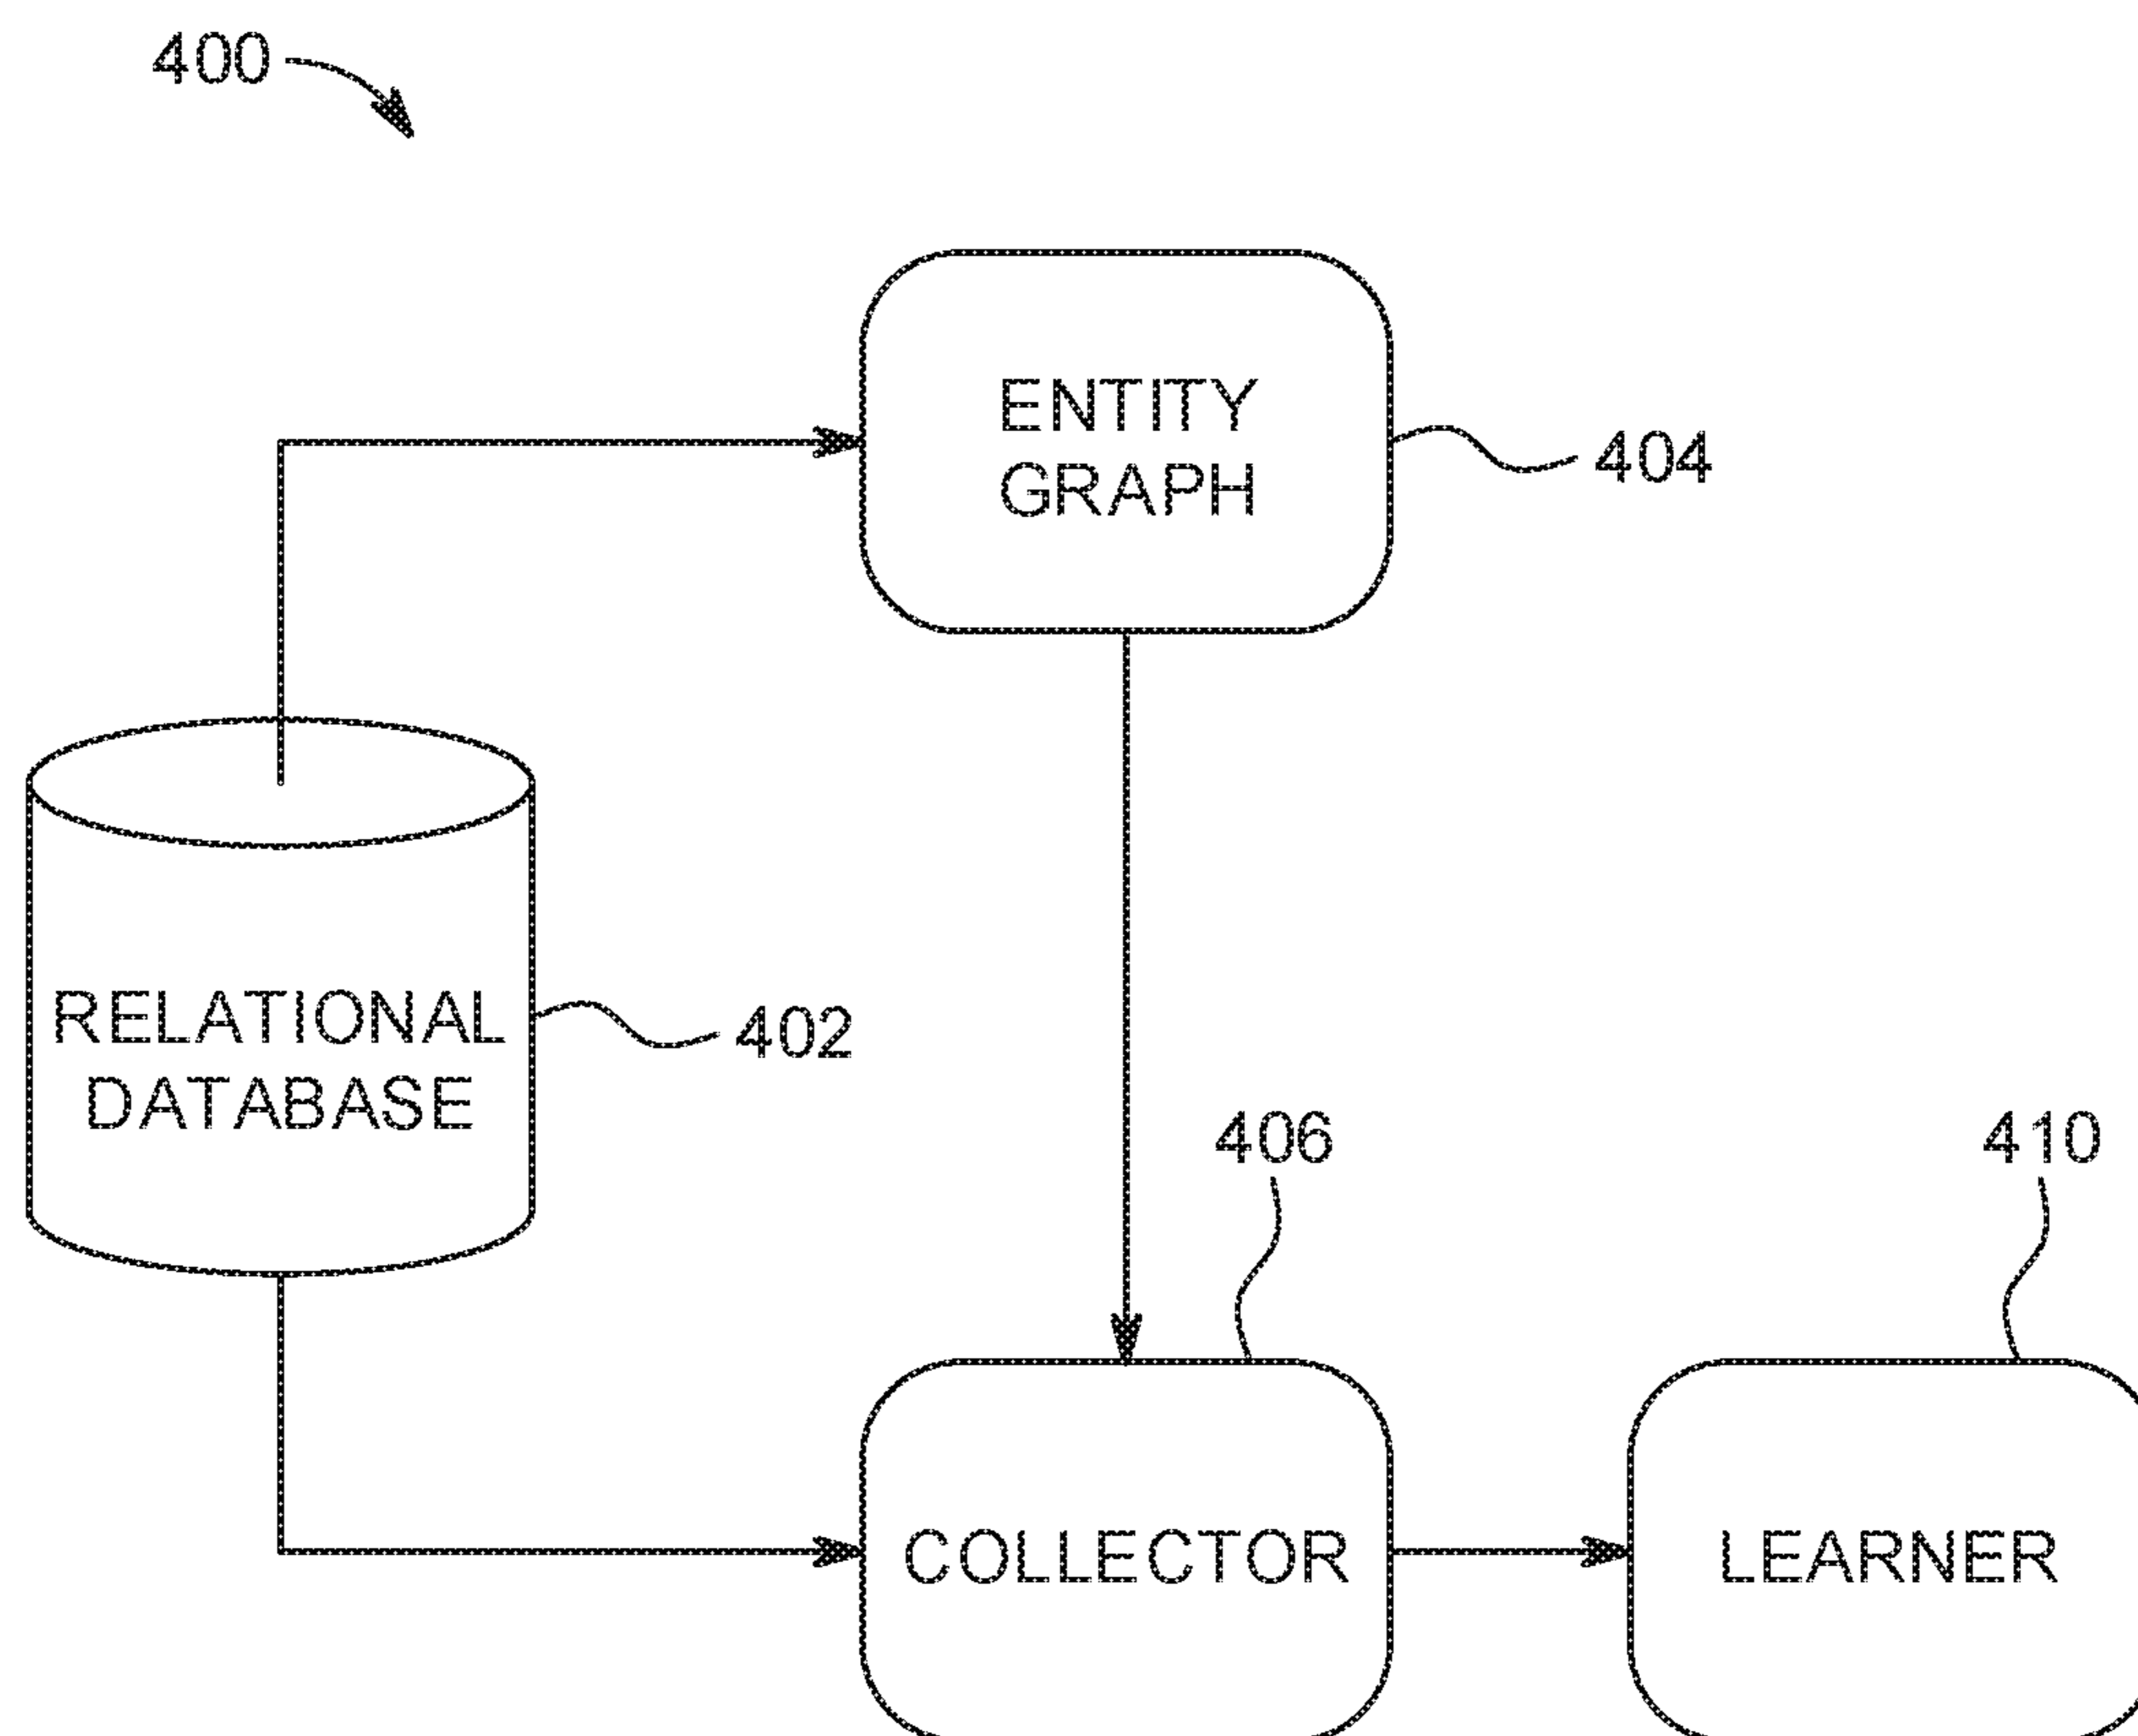 400
ENTITY
GRAPH
404
RELATIONAL
DATABASE
402
406
410
COLLECTOR
LEARNER